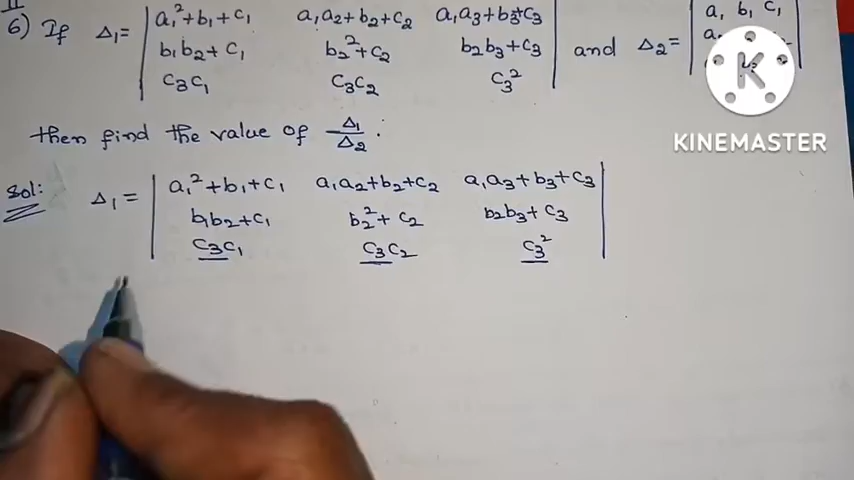 II
6) If Δ₁= | a₁²+b₁+c₁ a₁a₂+b₂+c₂ a₁a₃+b₃+c₃ | and Δ₂= | a₁ b₁ c₁
b₁b₂+c₁ b₂²+c₂ b₂b₃+c₃
c₃c₁ c₃c₂ c₃²
K
KINEMASTER
then find the value of Δ₁/Δ₂.
Sol: Δ₁ = | a₁²+b₁+c₁ a₁a₂+b₂+c₂ a₁a₃+b₃+c₃ |
b₁b₂+c₁ b₂²+c₂ b₂b₃+c₃
c₃c₁ c₃c₂ c₃²